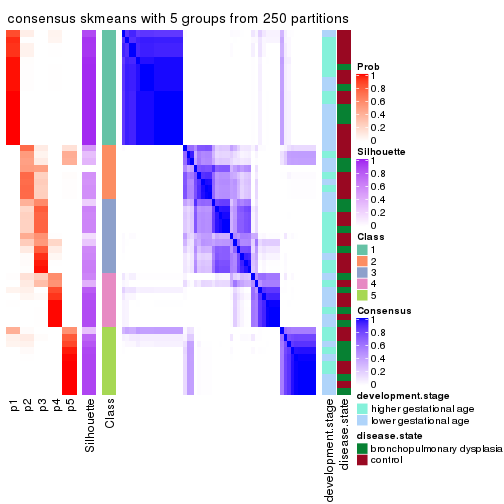 consensus skmeans with 5 groups from 250 partitions
Prob
1
0.8
0.6
0.4
0.2
0
Silhouette
1
0.8
0.6
0.4
0.2
0
Class
1
2
3
4
5
Consensus
1
0.8
0.6
0.4
0.2
0
development.stage
higher gestational age
lower gestational age
disease.state
bronchopulmonary dysplasia
control
p1
p2
p3
p4
p5
Silhouette
Class
development.stage
disease.state